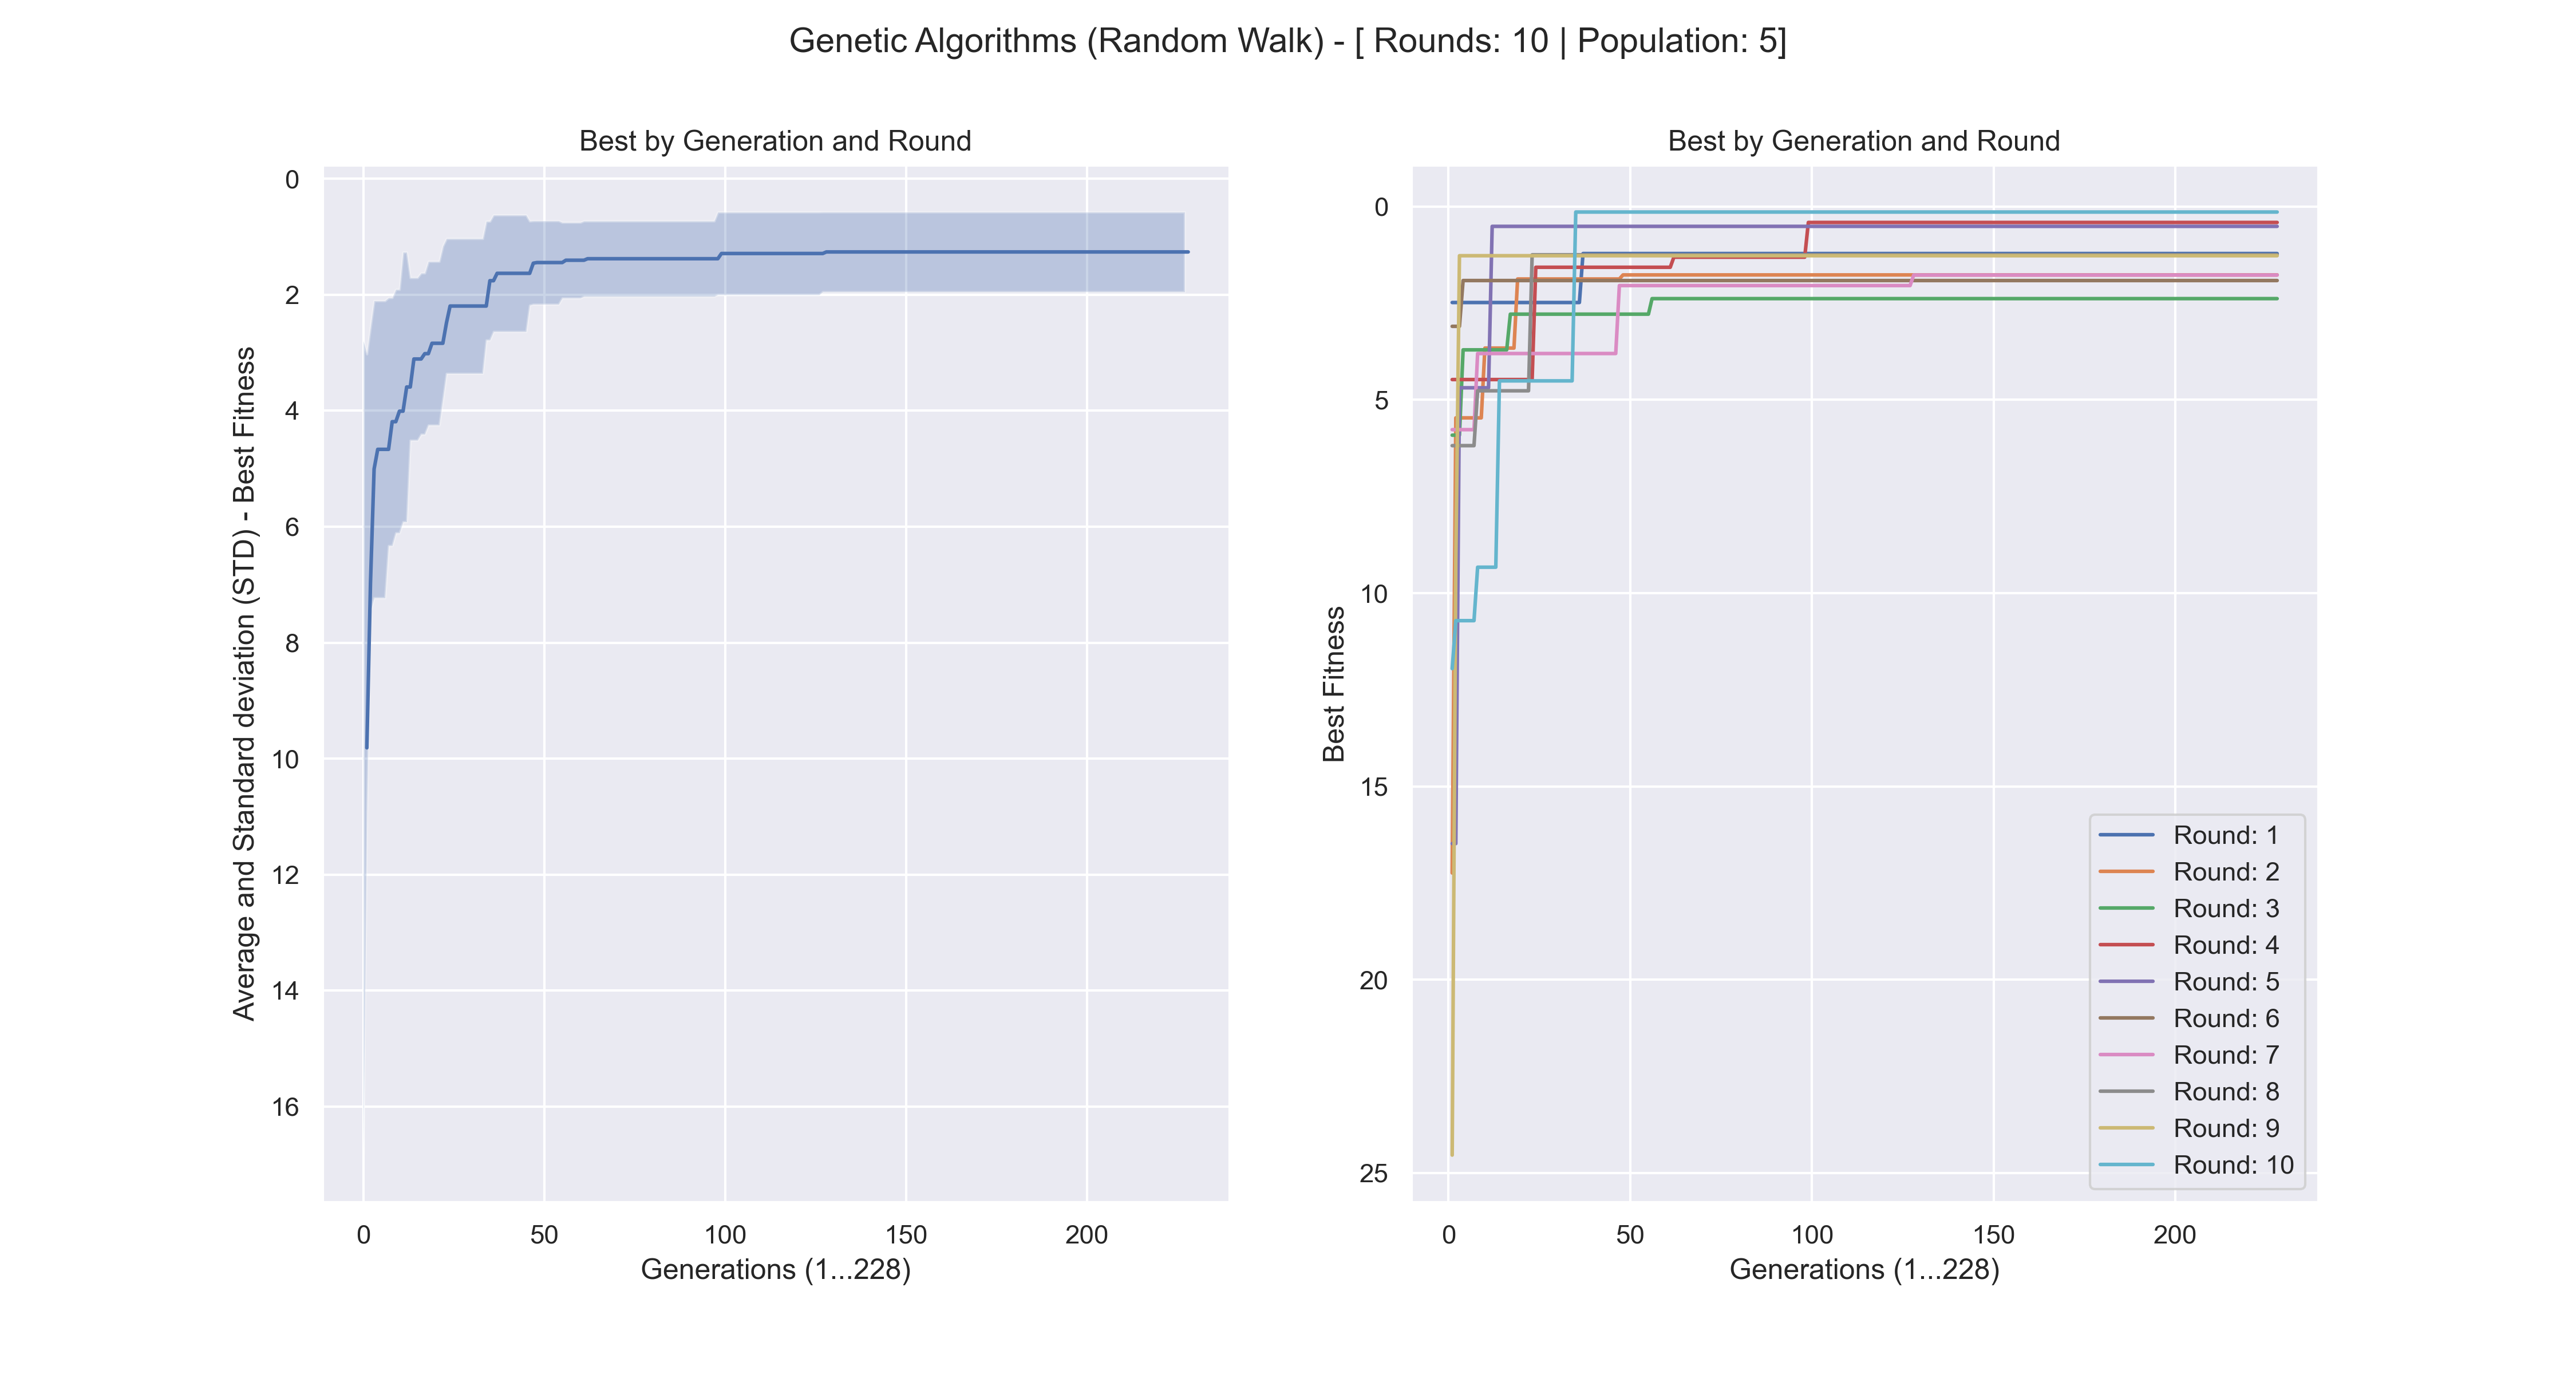 Genetic Algorithms (Random Walk) - [ Rounds: 10 | Population: 5]
Best by Generation and Round
Average and Standard deviation (STD) - Best Fitness
0
2
4
6
8
10
12
14
16
0
50
100
150
200
Generations (1...228)
Best by Generation and Round
Best Fitness
0
5
10
15
20
25
0
50
100
150
200
Generations (1...228)
Round: 1
Round: 2
Round: 3
Round: 4
Round: 5
Round: 6
Round: 7
Round: 8
Round: 9
Round: 10